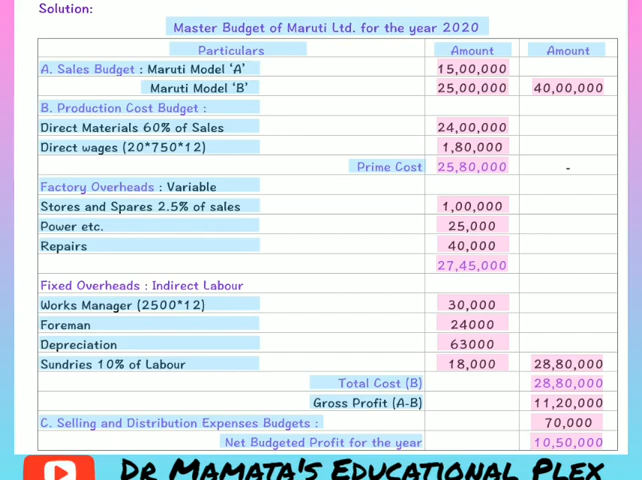 Solution:
Master Budget of Maruti Ltd. for the year 2020
Particulars Amount Amount
A. Sales Budget : Maruti Model ‘A’ 15,00,000
Maruti Model ‘B’ 25,00,000 40,00,000
B. Production Cost Budget :
Direct Materials 60% of Sales 24,00,000
Direct wages (20*750*12) 1,80,000
Prime Cost 25,80,000 -
Factory Overheads : Variable
Stores and Spares 2.5% of sales 1,00,000
Power etc. 25,000
Repairs 40,000
27,45,000
Fixed Overheads : Indirect Labour
Works Manager (2500*12) 30,000
Foreman 24000
Depreciation 63000
Sundries 10% of Labour 18,000 28,80,000
Total Cost (B) 28,80,000
Gross Profit (A-B) 11,20,000
C. Selling and Distribution Expenses Budgets : 70,000
Net Budgeted Profit for the year 10,50,000
Dr Mamata's Educational Plex